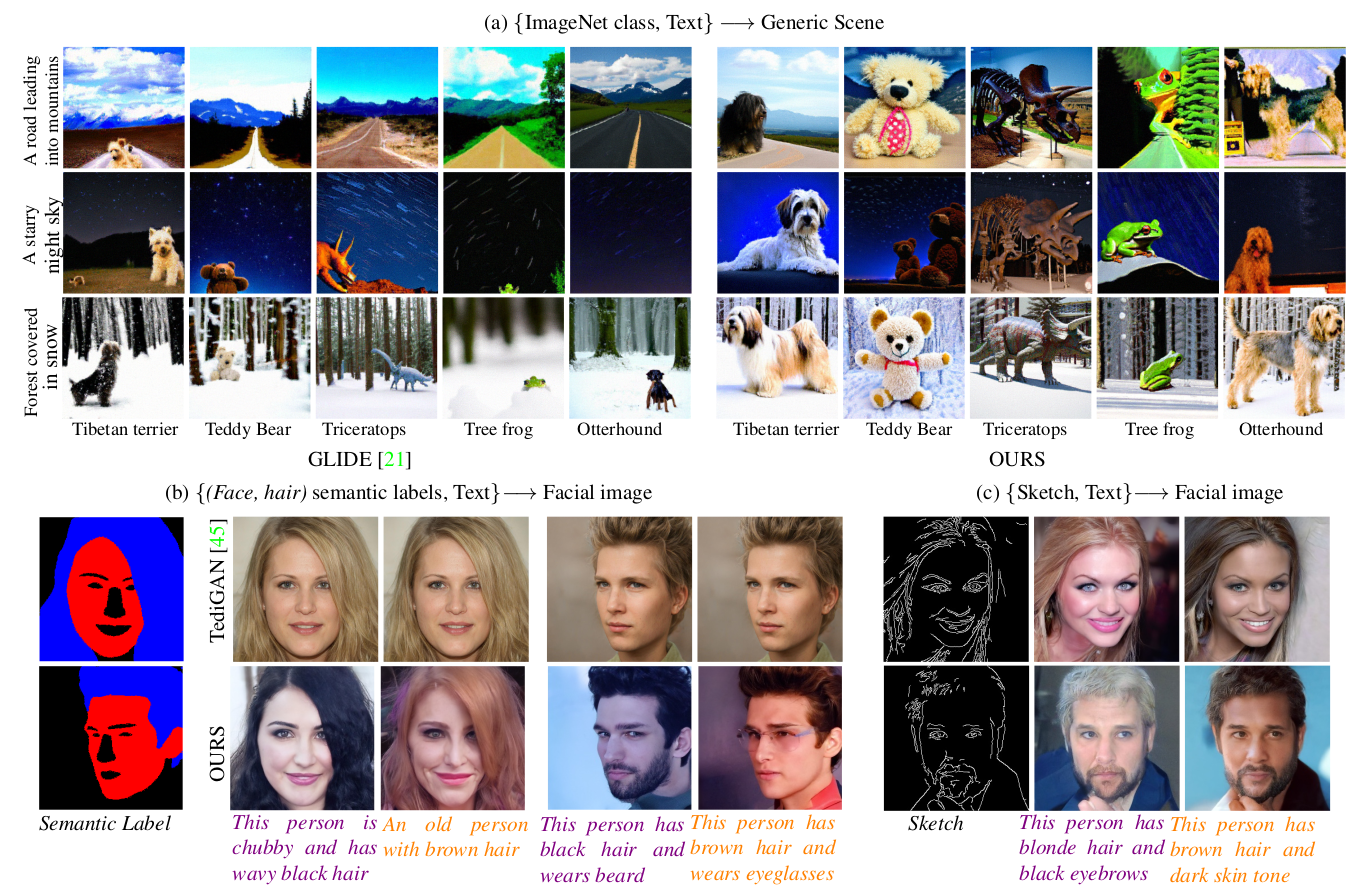 (a) {ImageNet class, Text} ⟶ Generic Scene
A road leading
into mountains
A starry
night sky
Forest covered
in snow
Tibetan terrier Teddy Bear Triceratops Tree frog Otterhound
Tibetan terrier Teddy Bear Triceratops Tree frog Otterhound
GLIDE [21]
OURS
(b) {(Face, hair) semantic labels, Text}⟶ Facial image
(c) {Sketch, Text}⟶ Facial image
TediGAN [45]
OURS
Semantic Label
This person is
chubby and has
wavy black hair
An old person
with brown hair
This person has
black hair and
wears beard
This person has
brown hair and
wears eyeglasses
Sketch
This person has
blonde hair and
black eyebrows
This person has
brown hair and
dark skin tone